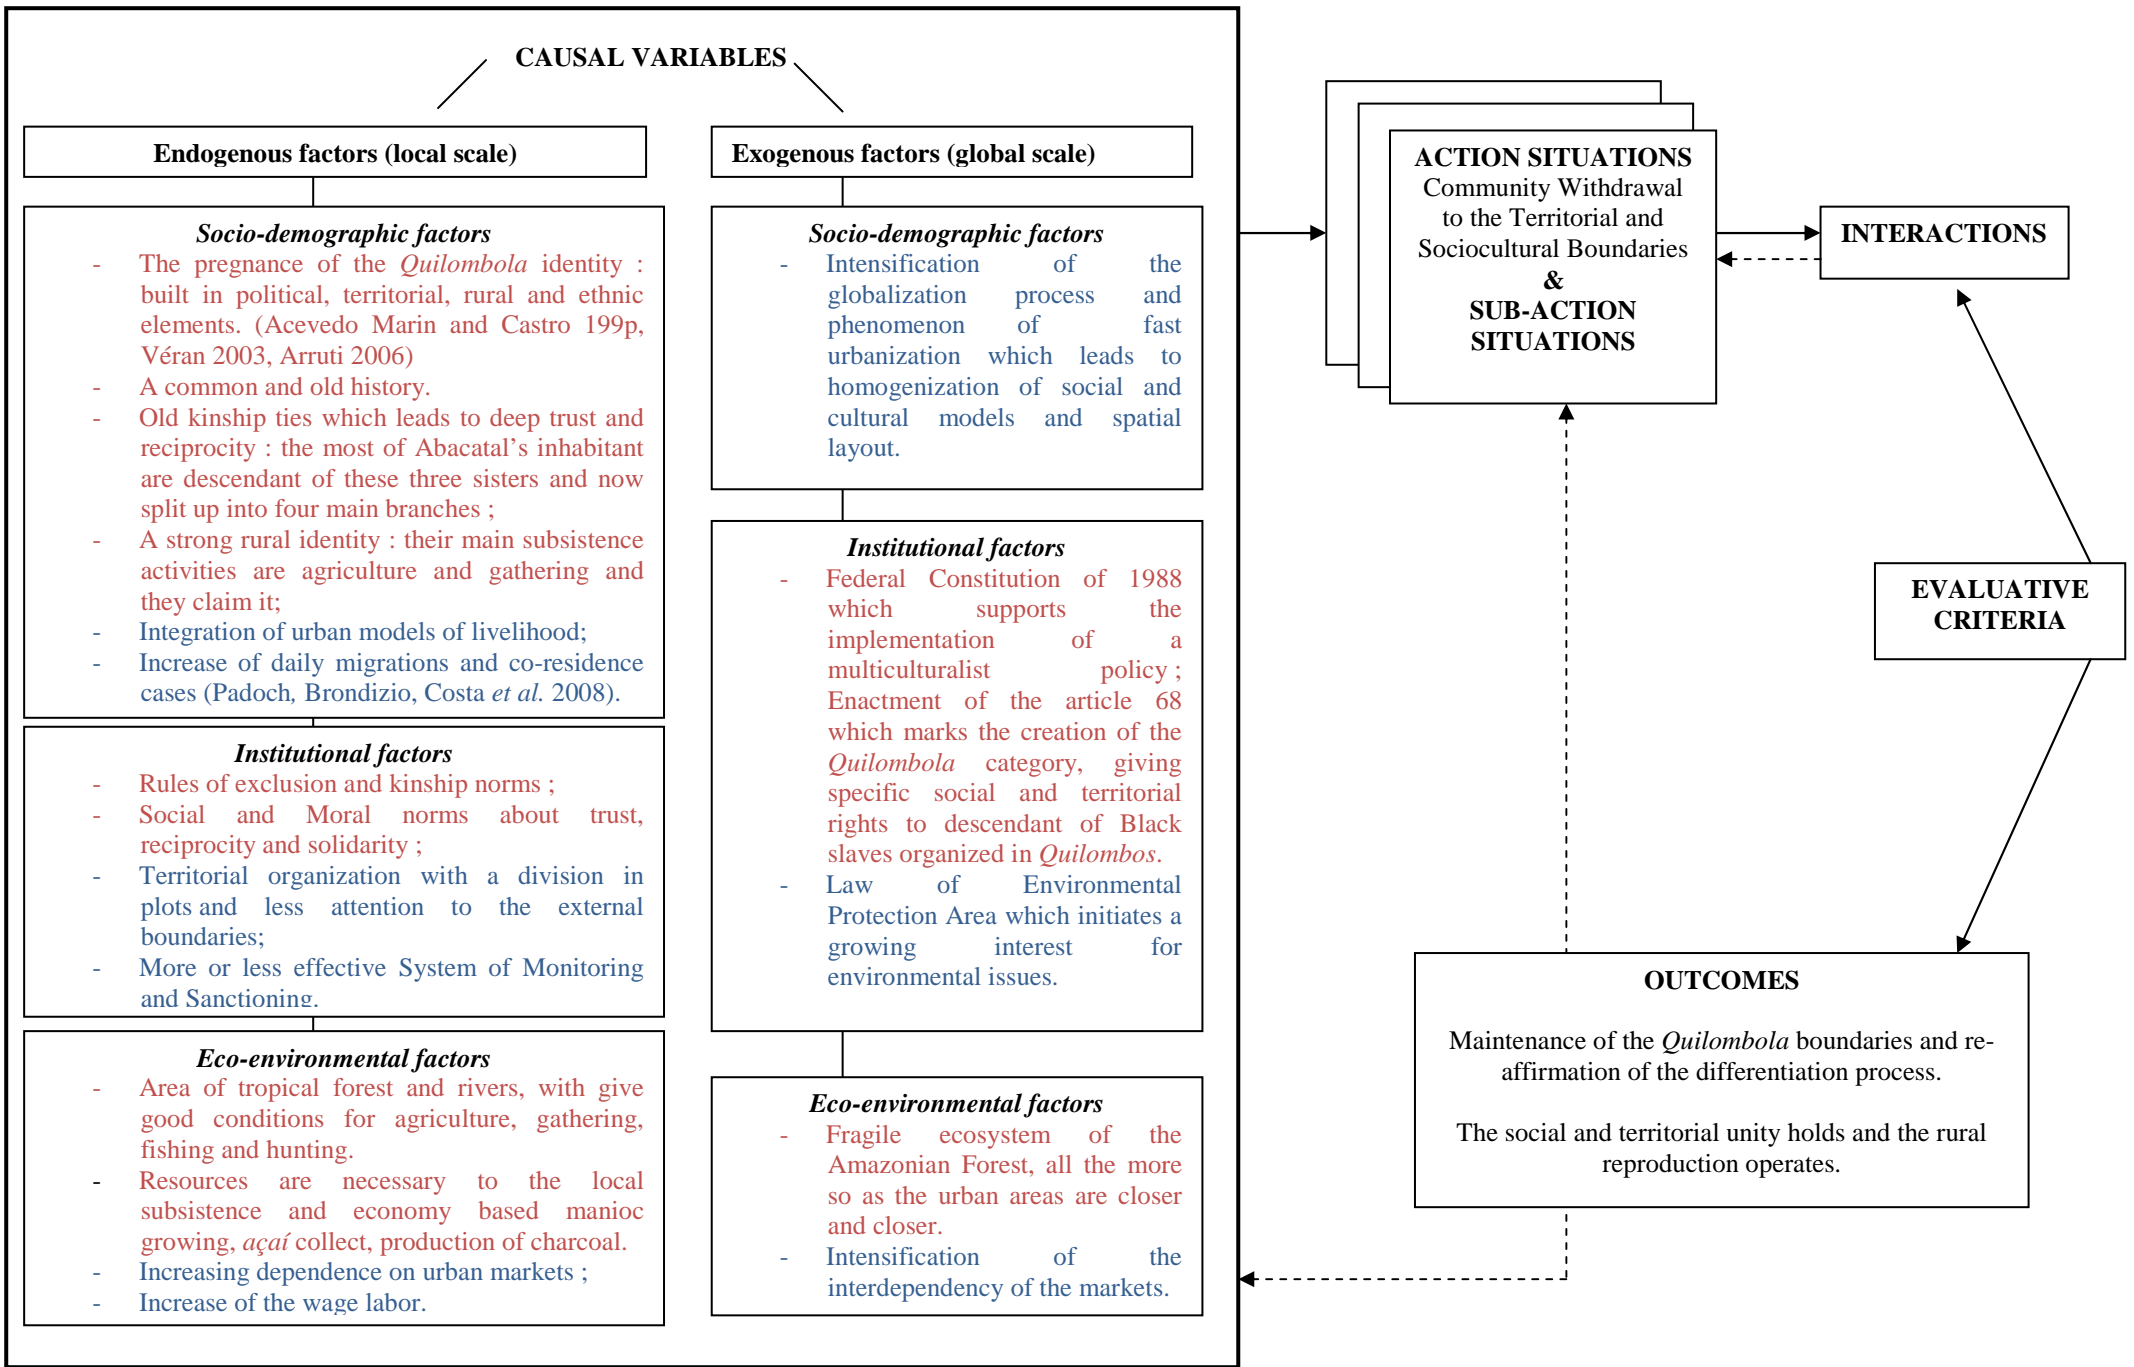 CAUSAL VARIABLES
Endogenous factors (local scale)
Socio-demographic factors
- The pregnance of the Quilombola identity :
built in political, territorial, rural and ethnic
elements. (Acevedo Marin and Castro 199p,
Véran 2003, Arruti 2006)
- A common and old history.
- Old kinship ties which leads to deep trust and
reciprocity : the most of Abacatal’s inhabitant
are descendant of these three sisters and now
split up into four main branches ;
- A strong rural identity : their main subsistence
activities are agriculture and gathering and
they claim it;
- Integration of urban models of livelihood;
- Increase of daily migrations and co-residence
cases (Padoch, Brondizio, Costa et al. 2008).
Institutional factors
- Rules of exclusion and kinship norms ;
- Social and Moral norms about trust,
reciprocity and solidarity ;
- Territorial organization with a division in
plots and less attention to the external
boundaries;
- More or less effective System of Monitoring
and Sanctioning.
Eco-environmental factors
- Area of tropical forest and rivers, with give
good conditions for agriculture, gathering,
fishing and hunting.
- Resources are necessary to the local
subsistence and economy based manioc
growing, açaí collect, production of charcoal.
- Increasing dependence on urban markets ;
- Increase of the wage labor.
Exogenous factors (global scale)
Socio-demographic factors
- Intensification of the
globalization process and
phenomenon of fast
urbanization which leads to
homogenization of social and
cultural models and spatial
layout.
Institutional factors
- Federal Constitution of 1988
which supports the
implementation of a
multiculturalist policy ;
Enactment of the article 68
which marks the creation of the
Quilombola category, giving
specific social and territorial
rights to descendant of Black
slaves organized in Quilombos.
- Law of Environmental
Protection Area which initiates a
growing interest for
environmental issues.
Eco-environmental factors
- Fragile ecosystem of the
Amazonian Forest, all the more
so as the urban areas are closer
and closer.
- Intensification of the
interdependency of the markets.
ACTION SITUATIONS
Community Withdrawal
to the Territorial and
Sociocultural Boundaries
&
SUB-ACTION
SITUATIONS
INTERACTIONS
EVALUATIVE
CRITERIA
OUTCOMES
Maintenance of the Quilombola boundaries and re-
affirmation of the differentiation process.
The social and territorial unity holds and the rural
reproduction operates.